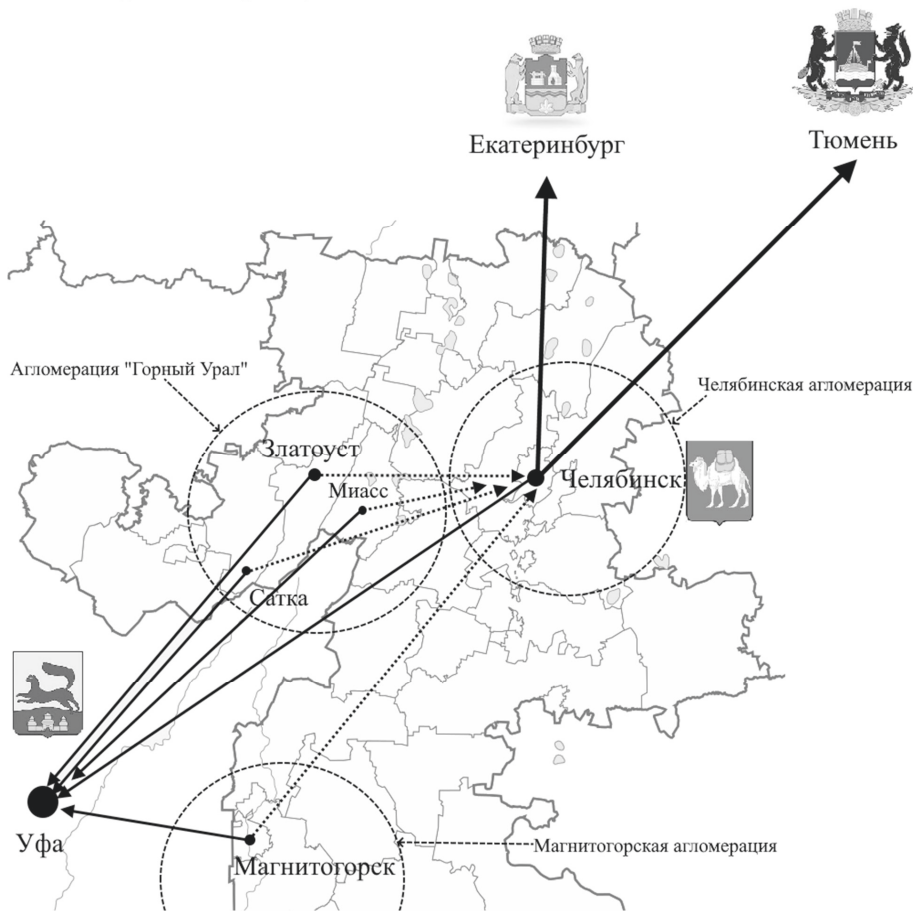 Екатеринбург
Тюмень
Агломерация "Горный Урал"
Челябинская агломерация
Златоуст
Миасс
Челябинск
Сатка
Уфа
Магнитогорск
Магнитогорская агломерация